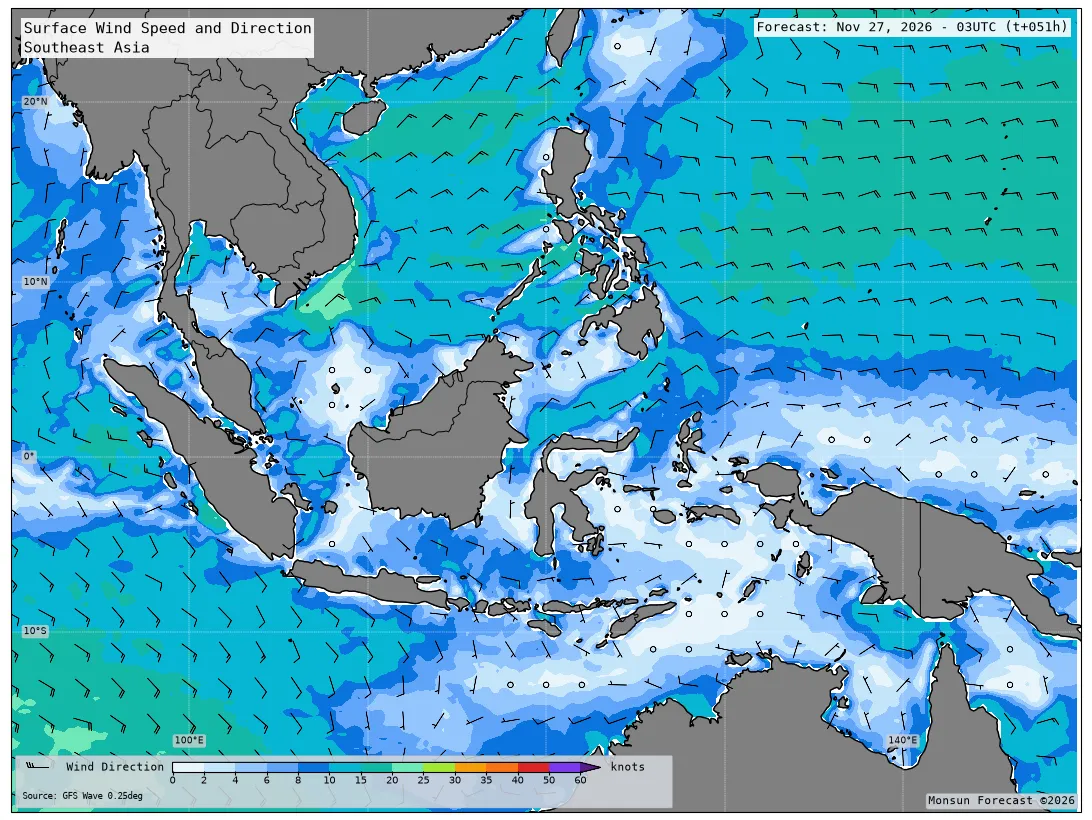 Surface Wind Speed and Direction
Southeast Asia
Forecast: Nov 27, 2026 - 03UTC (t+051h)
20°N
10°N
0°
10°S
100°E
140°E
Wind Direction
0 2 4 6 8 10 15 20 25 30 35 40 50 60
knots
Source: GFS Wave 0.25deg
Monsun Forecast ©2026